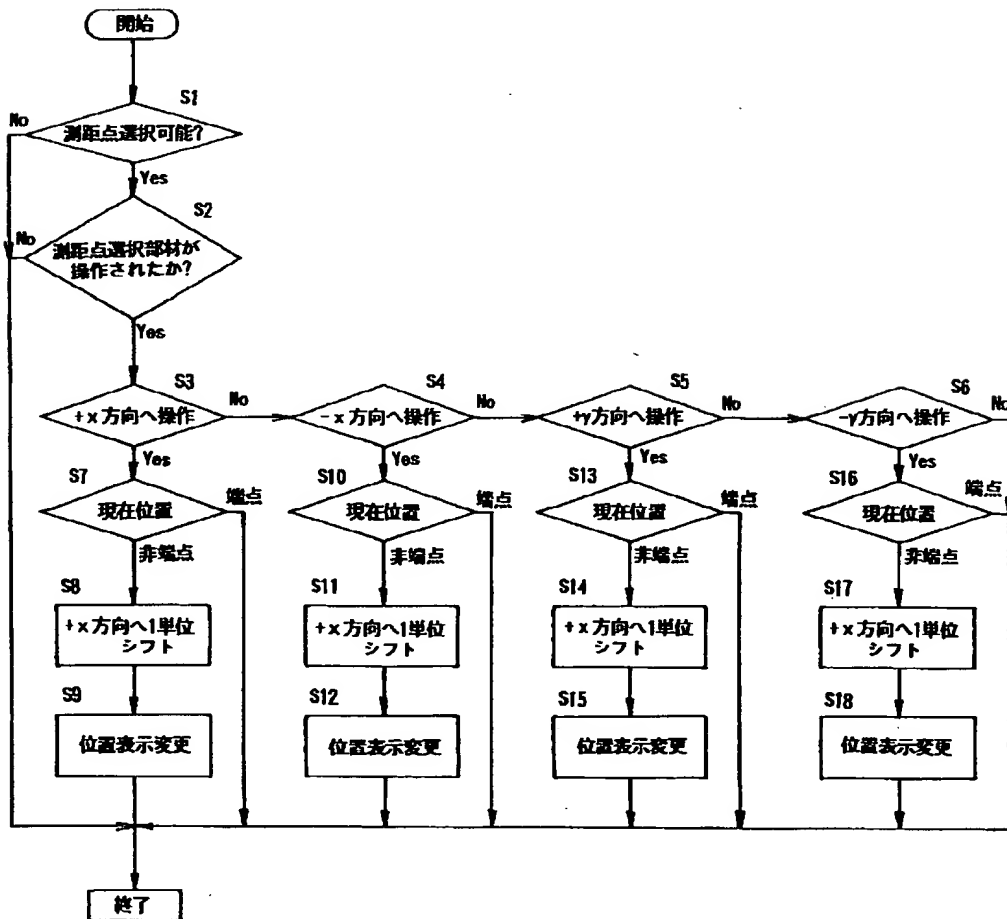 開始
S1
No
測距点選択可能?
Yes
S2
No
測距点選択部材が
操作されたか?
Yes
S3
+x方向へ操作
No
S4
-x方向へ操作
No
S5
+y方向へ操作
No
S6
-y方向へ操作
No
Yes
Yes
Yes
Yes
S7
現在位置
端点
S10
現在位置
端点
S13
現在位置
端点
S16
現在位置
端点
非端点
非端点
非端点
非端点
S8
+x方向へ1単位
シフト
S11
+x方向へ1単位
シフト
S14
+x方向へ1単位
シフト
S17
+x方向へ1単位
シフト
S9
位置表示変更
S12
位置表示変更
S15
位置表示変更
S18
位置表示変更
終了